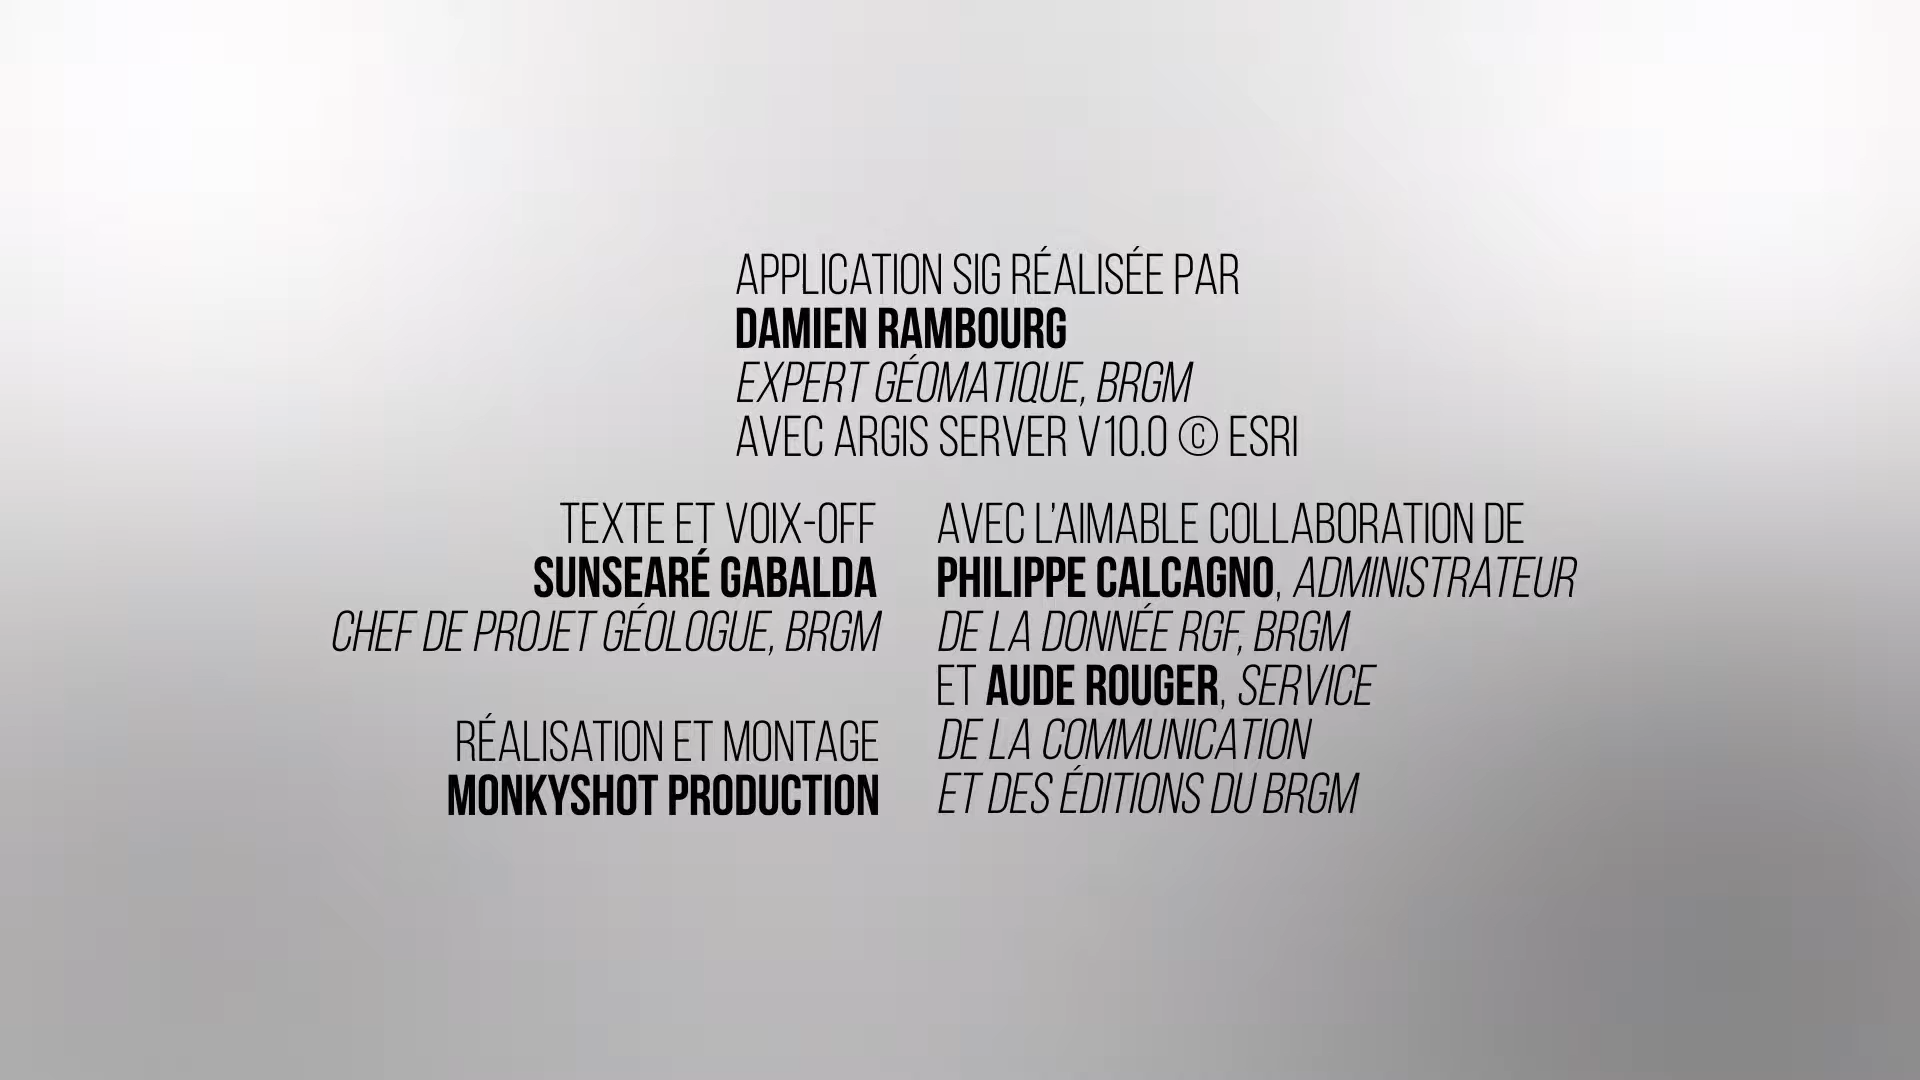 APPLICATION SIG RÉALISÉE PAR
DAMIEN RAMBOURG
EXPERT GÉOMATIQUE, BRGM
AVEC ARGIS SERVER V10.0 © ESRI
TEXTE ET VOIX-OFF
SUNSEARÉ GABALDA
CHEF DE PROJET GÉOLOGUE, BRGM
RÉALISATION ET MONTAGE
MONKYSHOT PRODUCTION
AVEC L'AIMABLE COLLABORATION DE
PHILIPPE CALCAGNO, ADMINISTRATEUR
DE LA DONNÉE RGF, BRGM
ET AUDE ROUGER, SERVICE
DE LA COMMUNICATION
ET DES ÉDITIONS DU BRGM